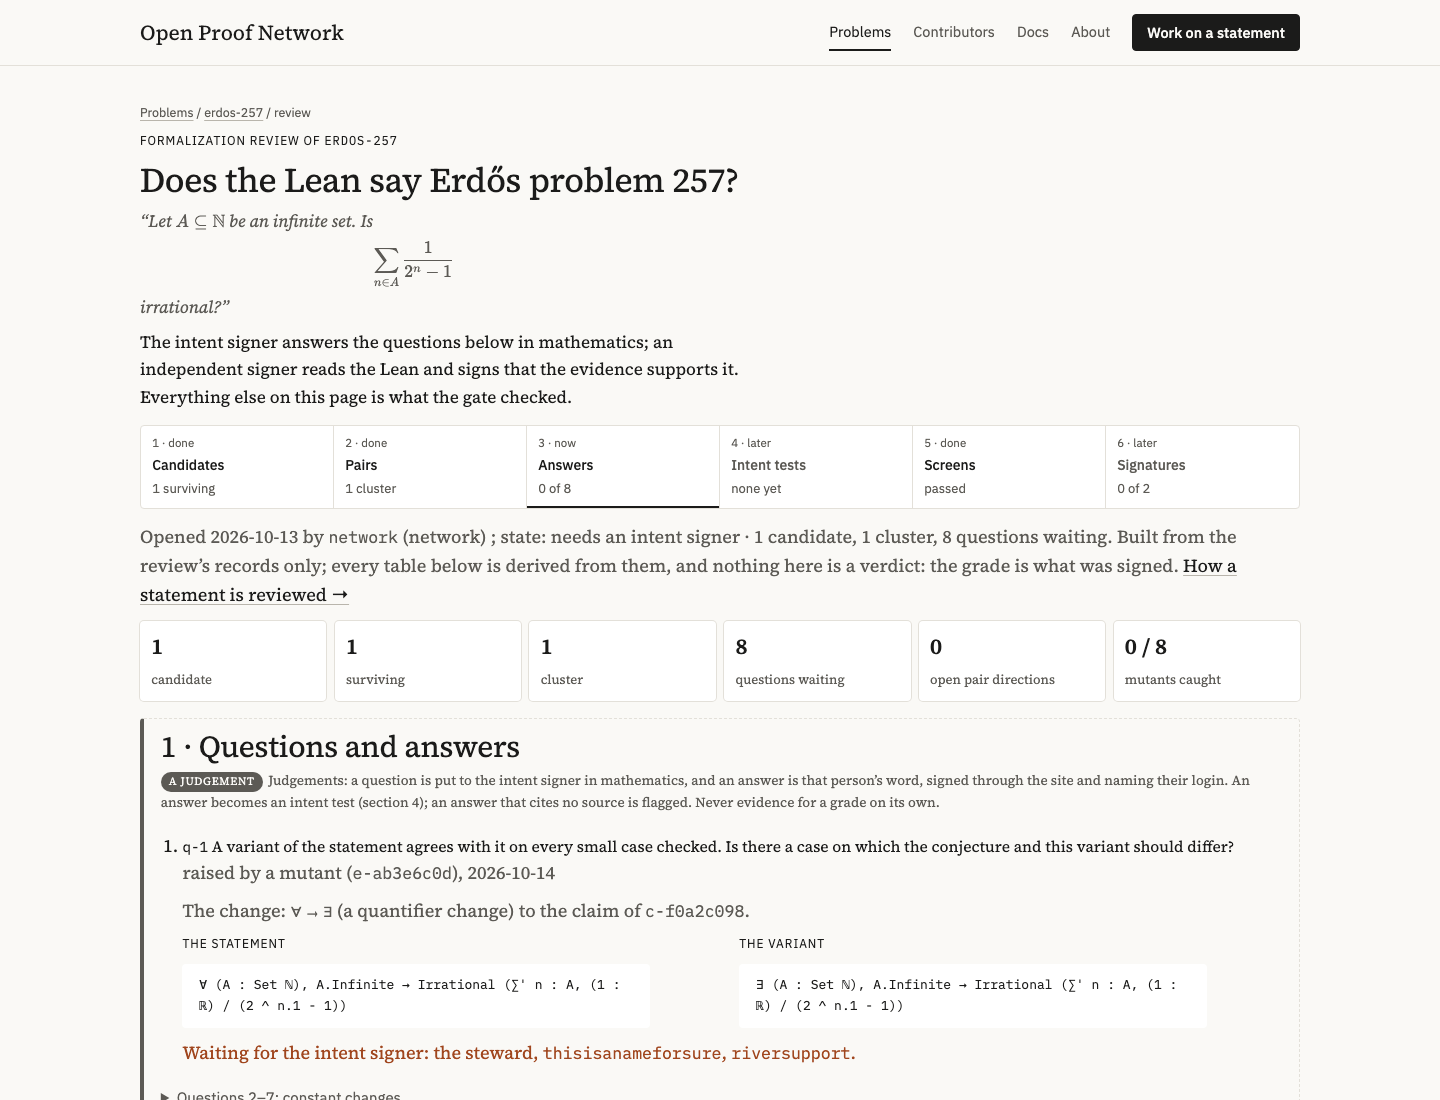 Open Proof Network
Problems Contributors Docs About Work on a statement
Problems / erdos-257 / review
FORMALIZATION REVIEW OF ERDOS-257
Does the Lean say Erdős problem 257?
“Let A ⊆ ℕ be an infinite set. Is
∑_{n∈A} 1 / (2ⁿ − 1)
irrational?”
The intent signer answers the questions below in mathematics; an
independent signer reads the Lean and signs that the evidence supports it.
Everything else on this page is what the gate checked.
1 · done 2 · done 3 · now 4 · later 5 · done 6 · later
Candidates Pairs Answers Intent tests Screens Signatures
1 surviving 1 cluster 0 of 8 none yet passed 0 of 2
Opened 2026-10-13 by network (network) ; state: needs an intent signer · 1 candidate, 1 cluster, 8 questions waiting. Built from the
review’s records only; every table below is derived from them, and nothing here is a verdict: the grade is what was signed. How a
statement is reviewed →
1 1 1 8 0 0 / 8
candidate surviving cluster questions waiting open pair directions mutants caught
1 · Questions and answers
A JUDGEMENT Judgements: a question is put to the intent signer in mathematics, and an answer is that person’s word, signed through the site and naming their login. An
answer becomes an intent test (section 4); an answer that cites no source is flagged. Never evidence for a grade on its own.
1. q-1 A variant of the statement agrees with it on every small case checked. Is there a case on which the conjecture and this variant should differ?
raised by a mutant (e-ab3e6c0d), 2026-10-14
The change: ∀ → ∃ (a quantifier change) to the claim of c-f0a2c098.
THE STATEMENT THE VARIANT
∀ (A : Set ℕ), A.Infinite → Irrational (∑' n : A, (1 :
ℝ) / (2 ^ n.1 - 1))
∃ (A : Set ℕ), A.Infinite → Irrational (∑' n : A, (1 :
ℝ) / (2 ^ n.1 - 1))
Waiting for the intent signer: the steward, thisisanameforsure, riversupport.
▶ Questions 2–7: constant changes